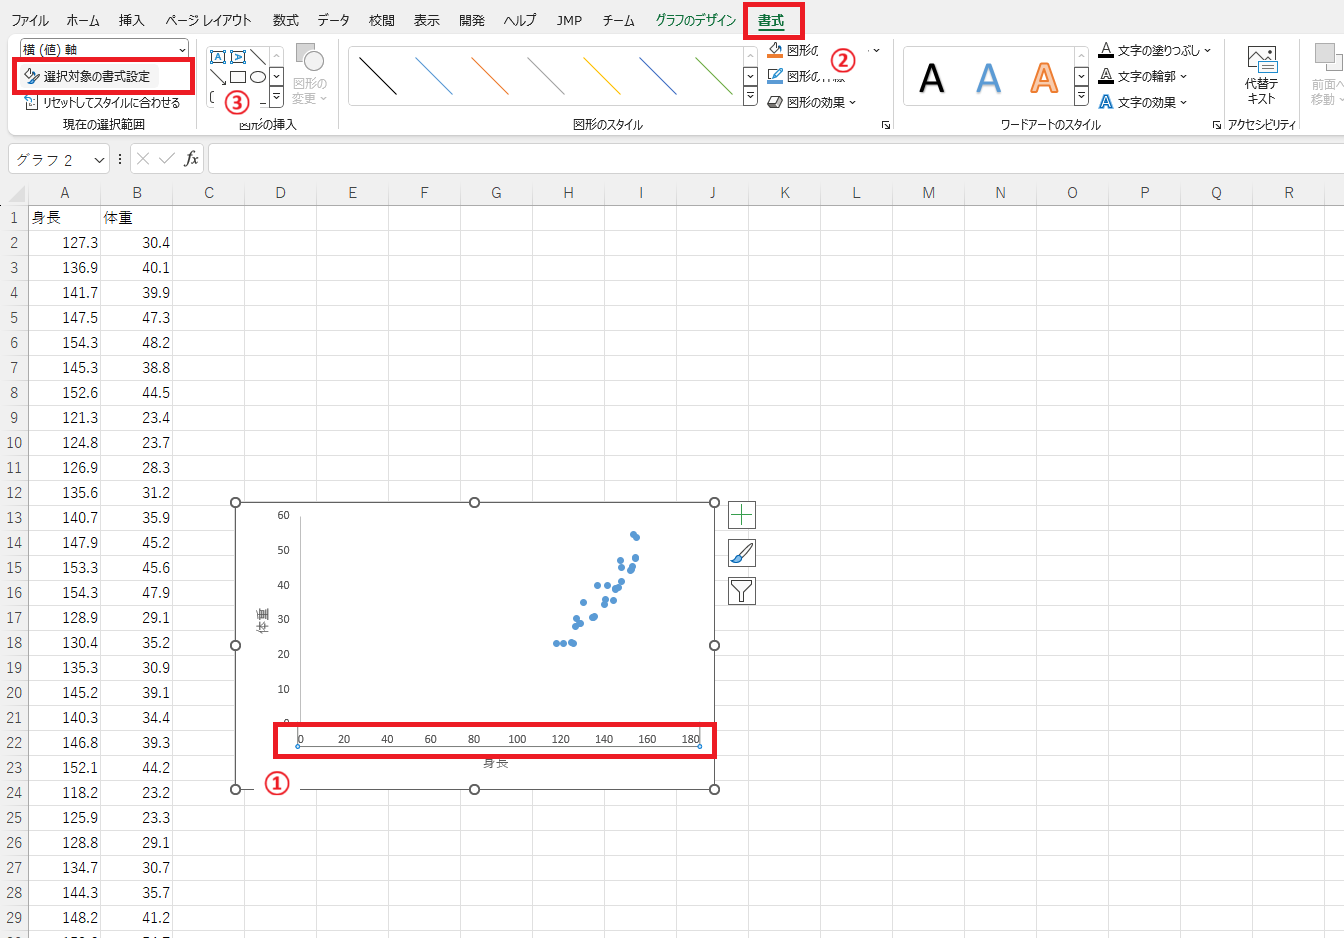 ファイル ホーム 挿入 ページ レイアウト 数式 データ 校閲 表示 開発 ヘルプ JMP チーム グラフのデザイン 書式
横 (値) 軸
選択対象の書式設定
リセットしてスタイルに合わせる
現在の選択範囲
③
図形の
変更
図形の挿入
図形のスタイル
図形の
②
図形の
図形の効果
A A A
ワードアートのスタイル
A 文字の塗りつぶし
A 文字の輪郭
A 文字の効果
代替テ
キスト
アクセシビリティ
前面へ
移動
グラフ 2
fx
A B C D E F G H I J K L M N O P Q R
1 身長 体重
2 127.3 30.4
3 136.9 40.1
4 141.7 39.9
5 147.5 47.3
6 154.3 48.2
7 145.3 38.8
8 152.6 44.5
9 121.3 23.4
10 124.8 23.7
11 126.9 28.3
12 135.6 31.2
13 140.7 35.9
14 147.9 45.2
15 153.3 45.6
16 154.3 47.9
17 128.9 29.1
18 130.4 35.2
19 135.3 30.9
20 145.2 39.1
21 140.3 34.4
22 146.8 39.3
23 152.1 44.2
24 118.2 23.2
25 125.9 23.3
26 128.8 29.1
27 134.7 30.7
28 144.3 35.7
29 148.2 41.2
60
50
40
30
20
10
体重
0 20 40 60 80 100 120 140 160 180
身長
①